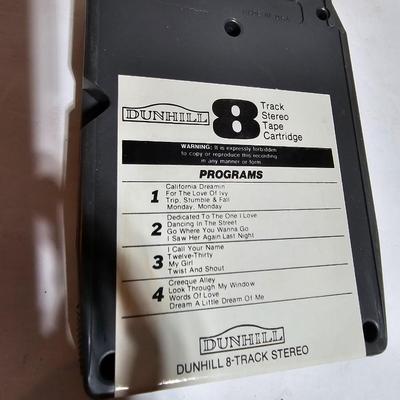 MADE IN USA
DUNHILL
8
Track
Stereo
Tape
Cartridge
WARNING: It is expressly forbidden
to copy or reproduce this recording
in any manner or form.
PROGRAMS
1
California Dreamin
For The Love Of Ivy
Trip, Stumble & Fall
Monday, Monday
2
Dedicated To The One I Love
Dancing In The Street
Go Where You Wanna Go
I Saw Her Again Last Night
3
I Call Your Name
Twelve-Thirty
My Girl
Twist And Shout
4
Creeque Alley
Look Through My Window
Words Of Love
Dream A Little Dream Of Me
DUNHILL
DUNHILL 8-TRACK STEREO